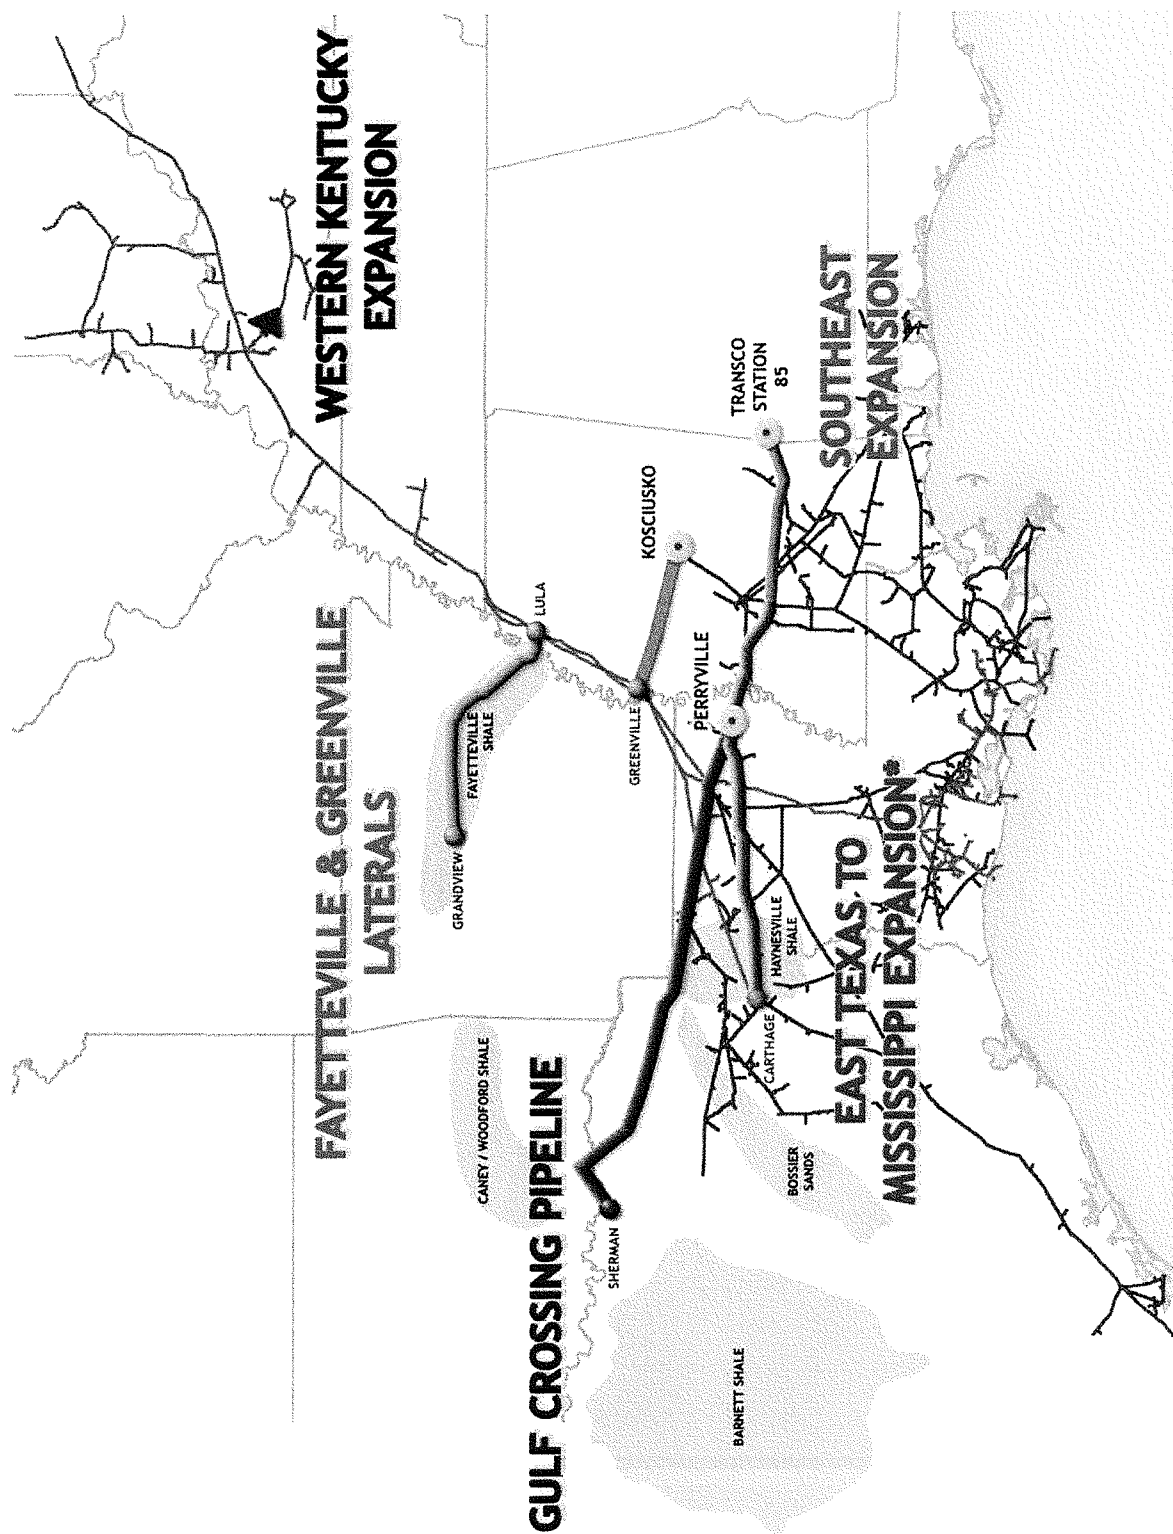 WESTERN KENTUCKY
EXPANSION
FAYETTEVILLE & GREENVILLE
LATERALS
GULF CROSSING PIPELINE
CANEY / WOODFORD SHALE
GRANDVIEW
FAYETTEVILLE
SHALE
LULA
GREENVILLE
KOSCIUSKO
SHERMAN
PERRYVILLE
TRANSCO
STATION
85
BARNETT SHALE
BOSSIER
SANDS
CARTHAGE
HAYNESVILLE
SHALE
SOUTHEAST
EXPANSION
EAST TEXAS TO
MISSISSIPPI EXPANSION*